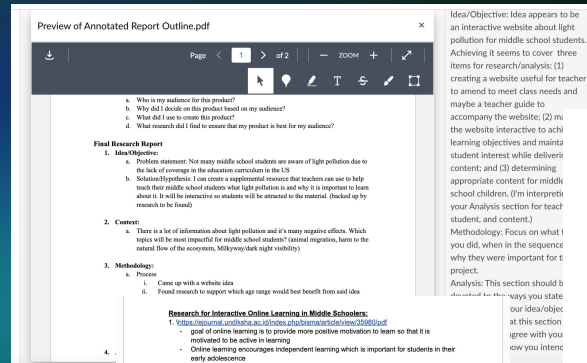 Preview of Annotated Report Outline.pdf
×
Page < 1 > of 2 — ZOOM +
T S
a. Who is my audience for this product?
b. Why did I decide on this product based on my audience?
c. What did I use to create this product?
d. What research did I find to ensure that my product is best for my audience?
Final Research Report
1. Idea/Objective:
a. Problem statement: Not many middle school students are aware of light pollution due to
the lack of coverage in the education curriculum in the US
b. Solution/Hypothesis: I can create a supplemental resource that teachers can use to help
teach their middle school students what light pollution is and why it is important to learn
about it. It will be interactive so students will be attracted to the material. (backed up by
research to be found)
2. Context:
a. There is a lot of information about light pollution and it's many negative effects. Which
topics will be most impactful for middle school students? (animal migration, harm to the
natural flow of the ecosystem, Milkyway/dark night visibility)
3. Methodology:
a. Process
i. Came up with a website idea
ii. Found research to support which age range would best benefit from said idea
4.
Research for Interactive Online Learning in Middle Schoolers:
1. \https://ejournal.undiksha.ac.id/index.php/bisma/article/view/35980/pdf
- goal of online learning is to provide more positive motivation to learn so that it is
motivated to be active in learning
- Online learning encourages independent learning which is important for students in their
early adolescence
Idea/Objective: Idea appears to be
an interactive website about light
pollution for middle school students.
Achieving it seems to cover three
items for research/analysis: (1)
creating a website useful for teacher
to amend to meet class needs and
maybe a teacher guide to
accompany the website; (2) ma
the website interactive to achi
learning objectives and mainta
student interest while deliverin
content; and (3) determining
appropriate content for middle
school children. (I'm interpretin
your Analysis section for teach
student, and content.)
Methodology: Focus on what
you did, when in the sequence
why they were important for t
project.
Analysis: This section should b
devoted to the ways you state
our idea/objec
at this section
gree with you
ow you intend